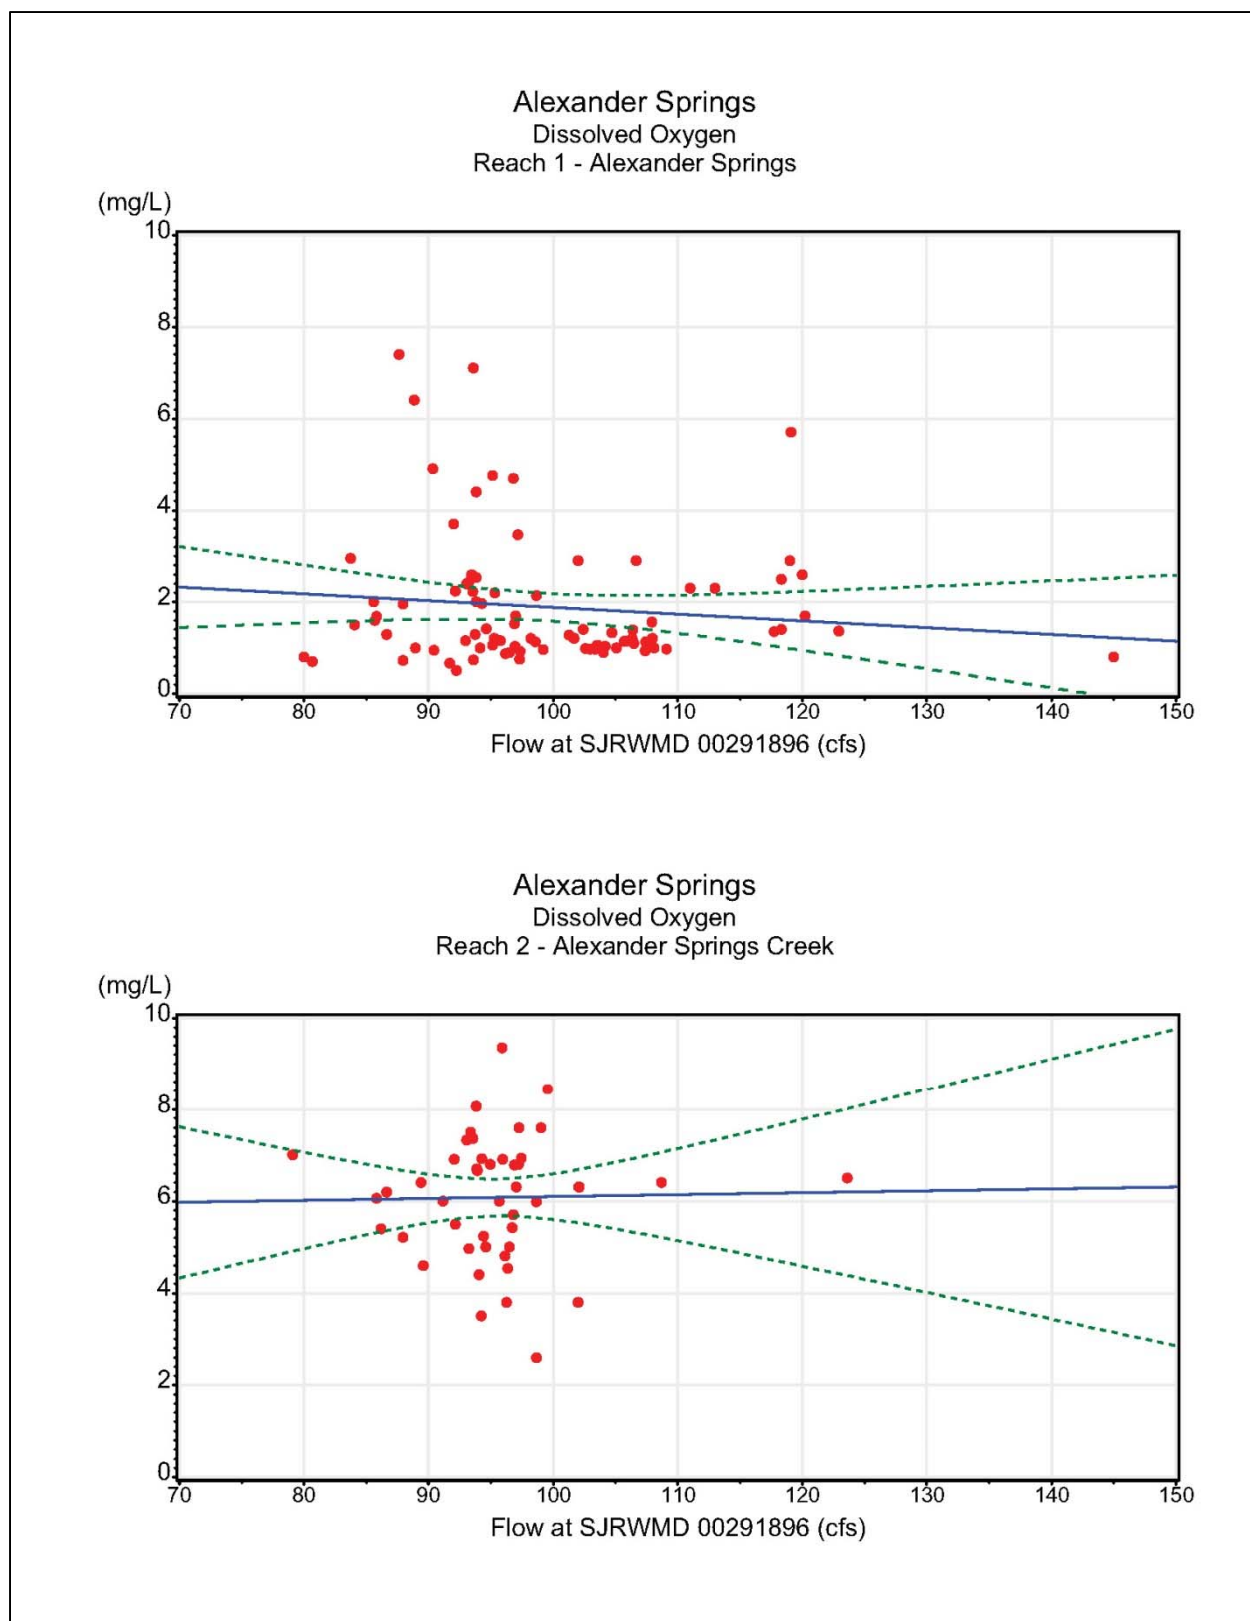 Alexander Springs
Dissolved Oxygen
Reach 1 - Alexander Springs
(mg/L)
10
8
6
4
2
0
70 80 90 100 110 120 130 140 150
Flow at SJRWMD 00291896 (cfs)
Alexander Springs
Dissolved Oxygen
Reach 2 - Alexander Springs Creek
(mg/L)
10
8
6
4
2
0
70 80 90 100 110 120 130 140 150
Flow at SJRWMD 00291896 (cfs)